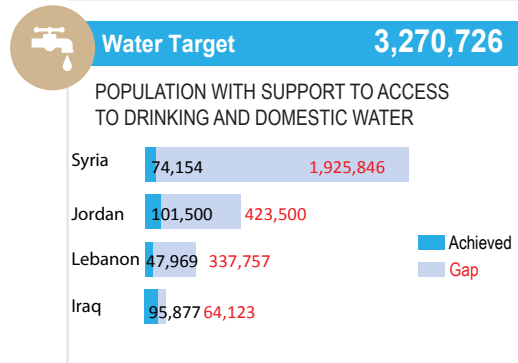 Water Target 3,270,726
POPULATION WITH SUPPORT TO ACCESS
TO DRINKING AND DOMESTIC WATER
Syria 74,154 1,925,846
Jordan 101,500 423,500
Lebanon 47,969 337,757
Iraq 95,877 64,123
Achieved
Gap